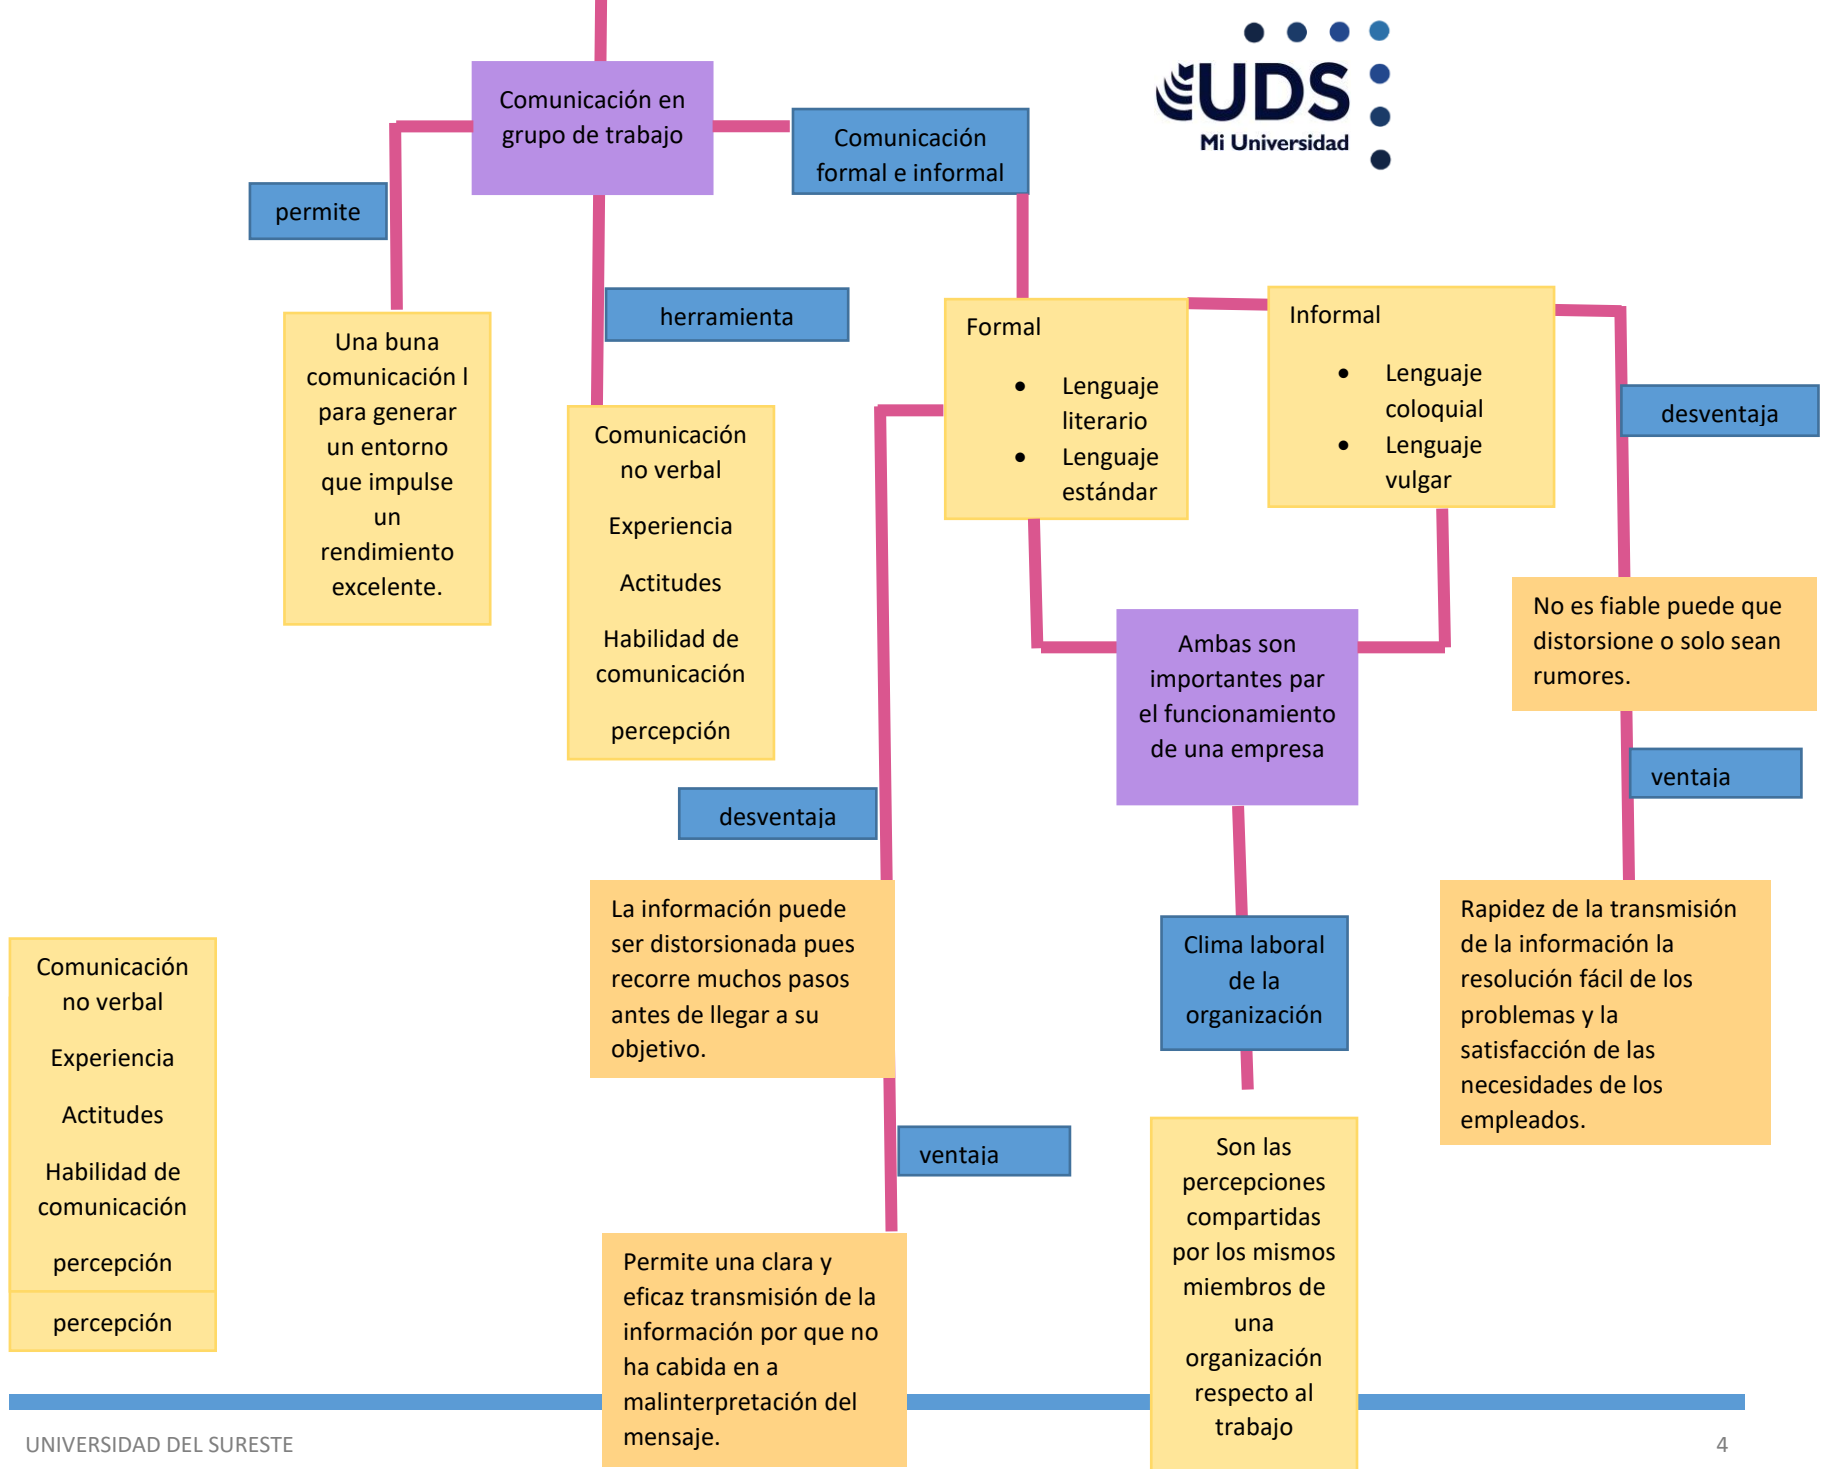 UDS
Mi Universidad
Comunicación en
grupo de trabajo
Comunicación
formal e informal
permite
herramienta
Una buna
comunicación l
para generar
un entorno
que impulse
un
rendimiento
excelente.
Comunicación
no verbal
Experiencia
Actitudes
Habilidad de
comunicación
percepción
Formal
• Lenguaje
literario
• Lenguaje
estándar
Informal
• Lenguaje
coloquial
• Lenguaje
vulgar
desventaja
Ambas son
importantes par
el funcionamiento
de una empresa
No es fiable puede que
distorsione o solo sean
rumores.
ventaja
desventaja
La información puede
ser distorsionada pues
recorre muchos pasos
antes de llegar a su
objetivo.
Clima laboral
de la
organización
Rapidez de la transmisión
de la información la
resolución fácil de los
problemas y la
satisfacción de las
necesidades de los
empleados.
Comunicación
no verbal
Experiencia
Actitudes
Habilidad de
comunicación
percepción
percepción
ventaja
Permite una clara y
eficaz transmisión de la
información por que no
ha cabida en a
malinterpretación del
mensaje.
Son las
percepciones
compartidas
por los mismos
miembros de
una
organización
respecto al
trabajo
UNIVERSIDAD DEL SURESTE
4